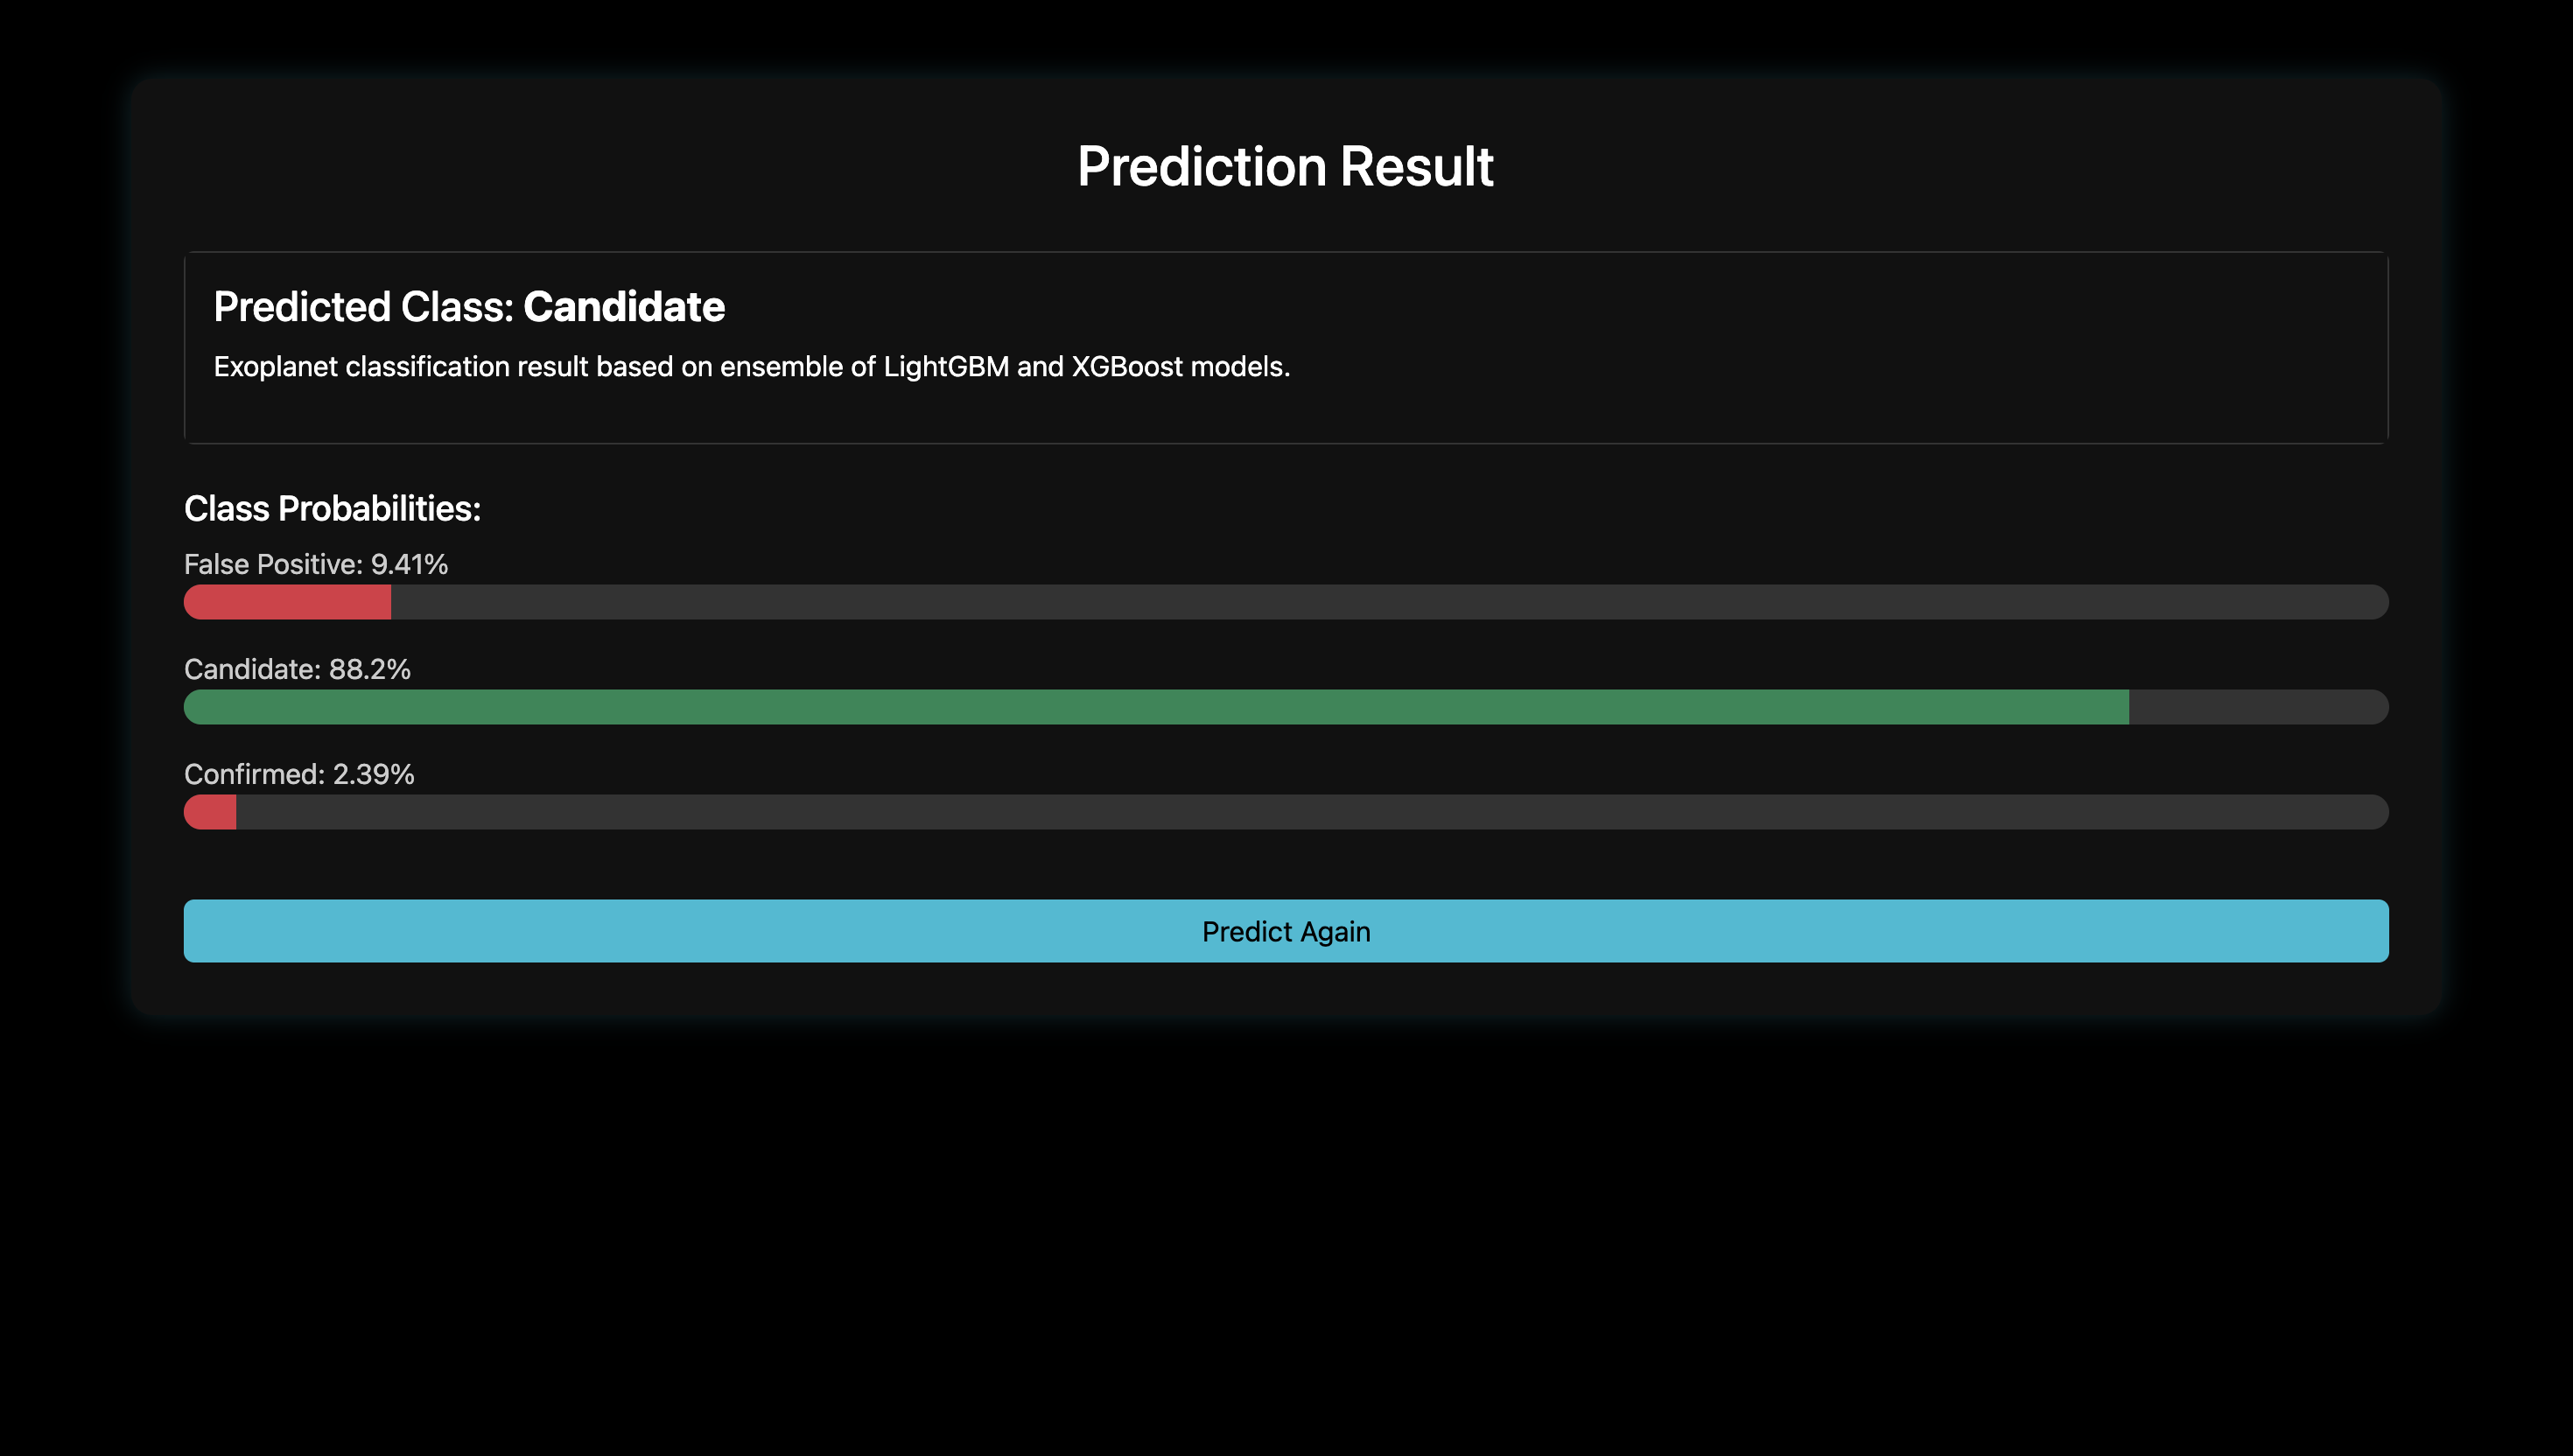 Prediction Result
Predicted Class: Candidate
Exoplanet classification result based on ensemble of LightGBM and XGBoost models.
Class Probabilities:
False Positive: 9.41%
Candidate: 88.2%
Confirmed: 2.39%
Predict Again